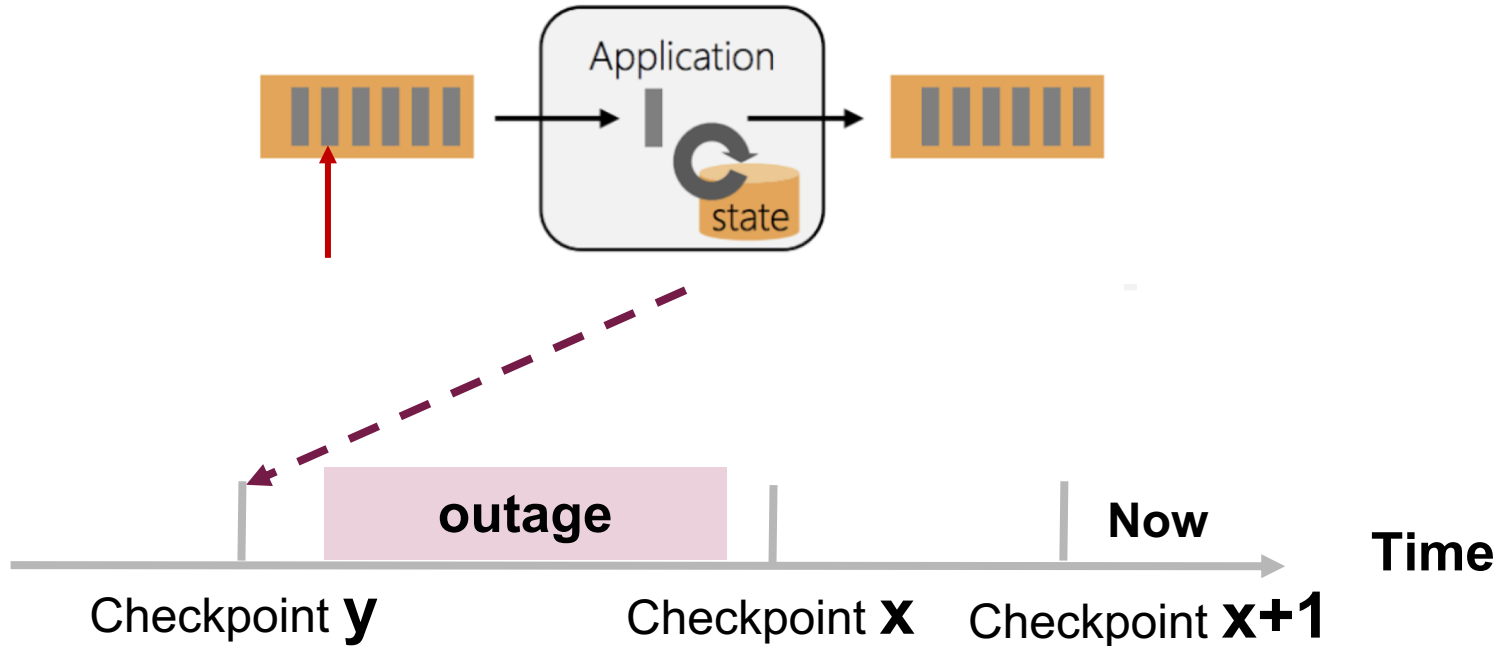 Application
state
outage
Now
Time
Checkpoint y
Checkpoint x
Checkpoint x+1